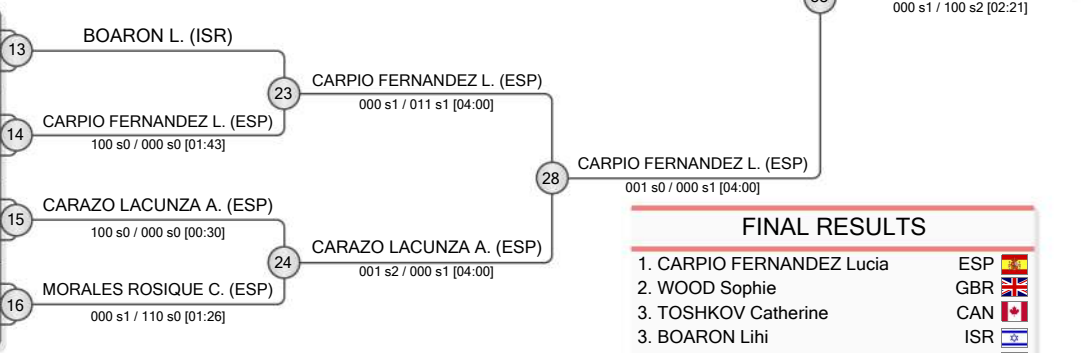 000 s1 / 100 s2 [02:21]
13
BOARON L. (ISR)
23
CARPIO FERNANDEZ L. (ESP)
000 s1 / 011 s1 [04:00]
14
CARPIO FERNANDEZ L. (ESP)
100 s0 / 000 s0 [01:43]
28
CARPIO FERNANDEZ L. (ESP)
001 s0 / 000 s1 [04:00]
15
CARAZO LACUNZA A. (ESP)
100 s0 / 000 s0 [00:30]
24
CARAZO LACUNZA A. (ESP)
001 s2 / 000 s1 [04:00]
16
MORALES ROSIQUE C. (ESP)
000 s1 / 110 s0 [01:26]
FINAL RESULTS
1. CARPIO FERNANDEZ Lucia ESP
2. WOOD Sophie GBR
3. TOSHKOV Catherine CAN
3. BOARON Lihi ISR